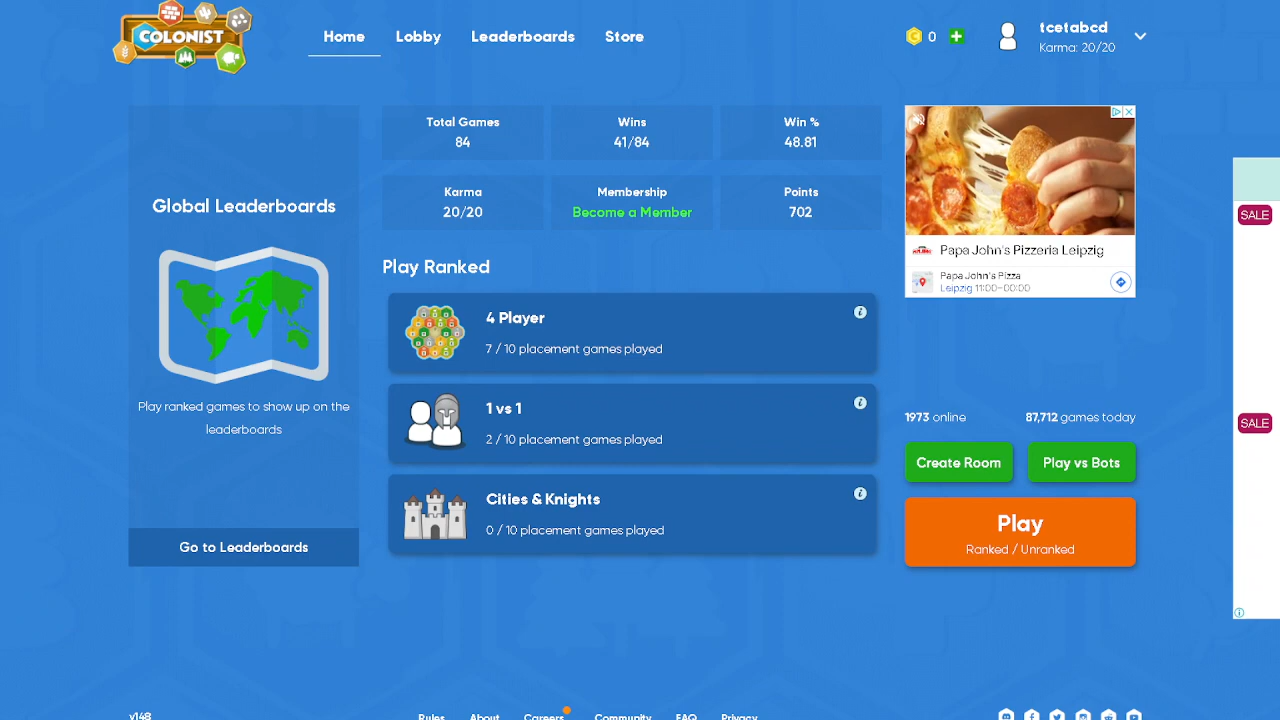 COLONIST
Home
Lobby
Leaderboards
Store
0
tcetabcd
Karma: 20/20
Global Leaderboards
Play ranked games to show up on the
leaderboards
Go to Leaderboards
Total Games
84
Wins
41/84
Win %
48.81
Karma
20/20
Membership
Become a Member
Points
702
Play Ranked
4 Player
7 / 10 placement games played
1 vs 1
2 / 10 placement games played
Cities & Knights
0 / 10 placement games played
Papa John's Pizzeria Leipzig
Papa John's Pizza
Leipzig 11:00–00:00
1973 online
87,712 games today
Create Room
Play vs Bots
Play
Ranked / Unranked
SALE
SALE
v148
Rules
About
Careers
Community
FAQ
Privacy